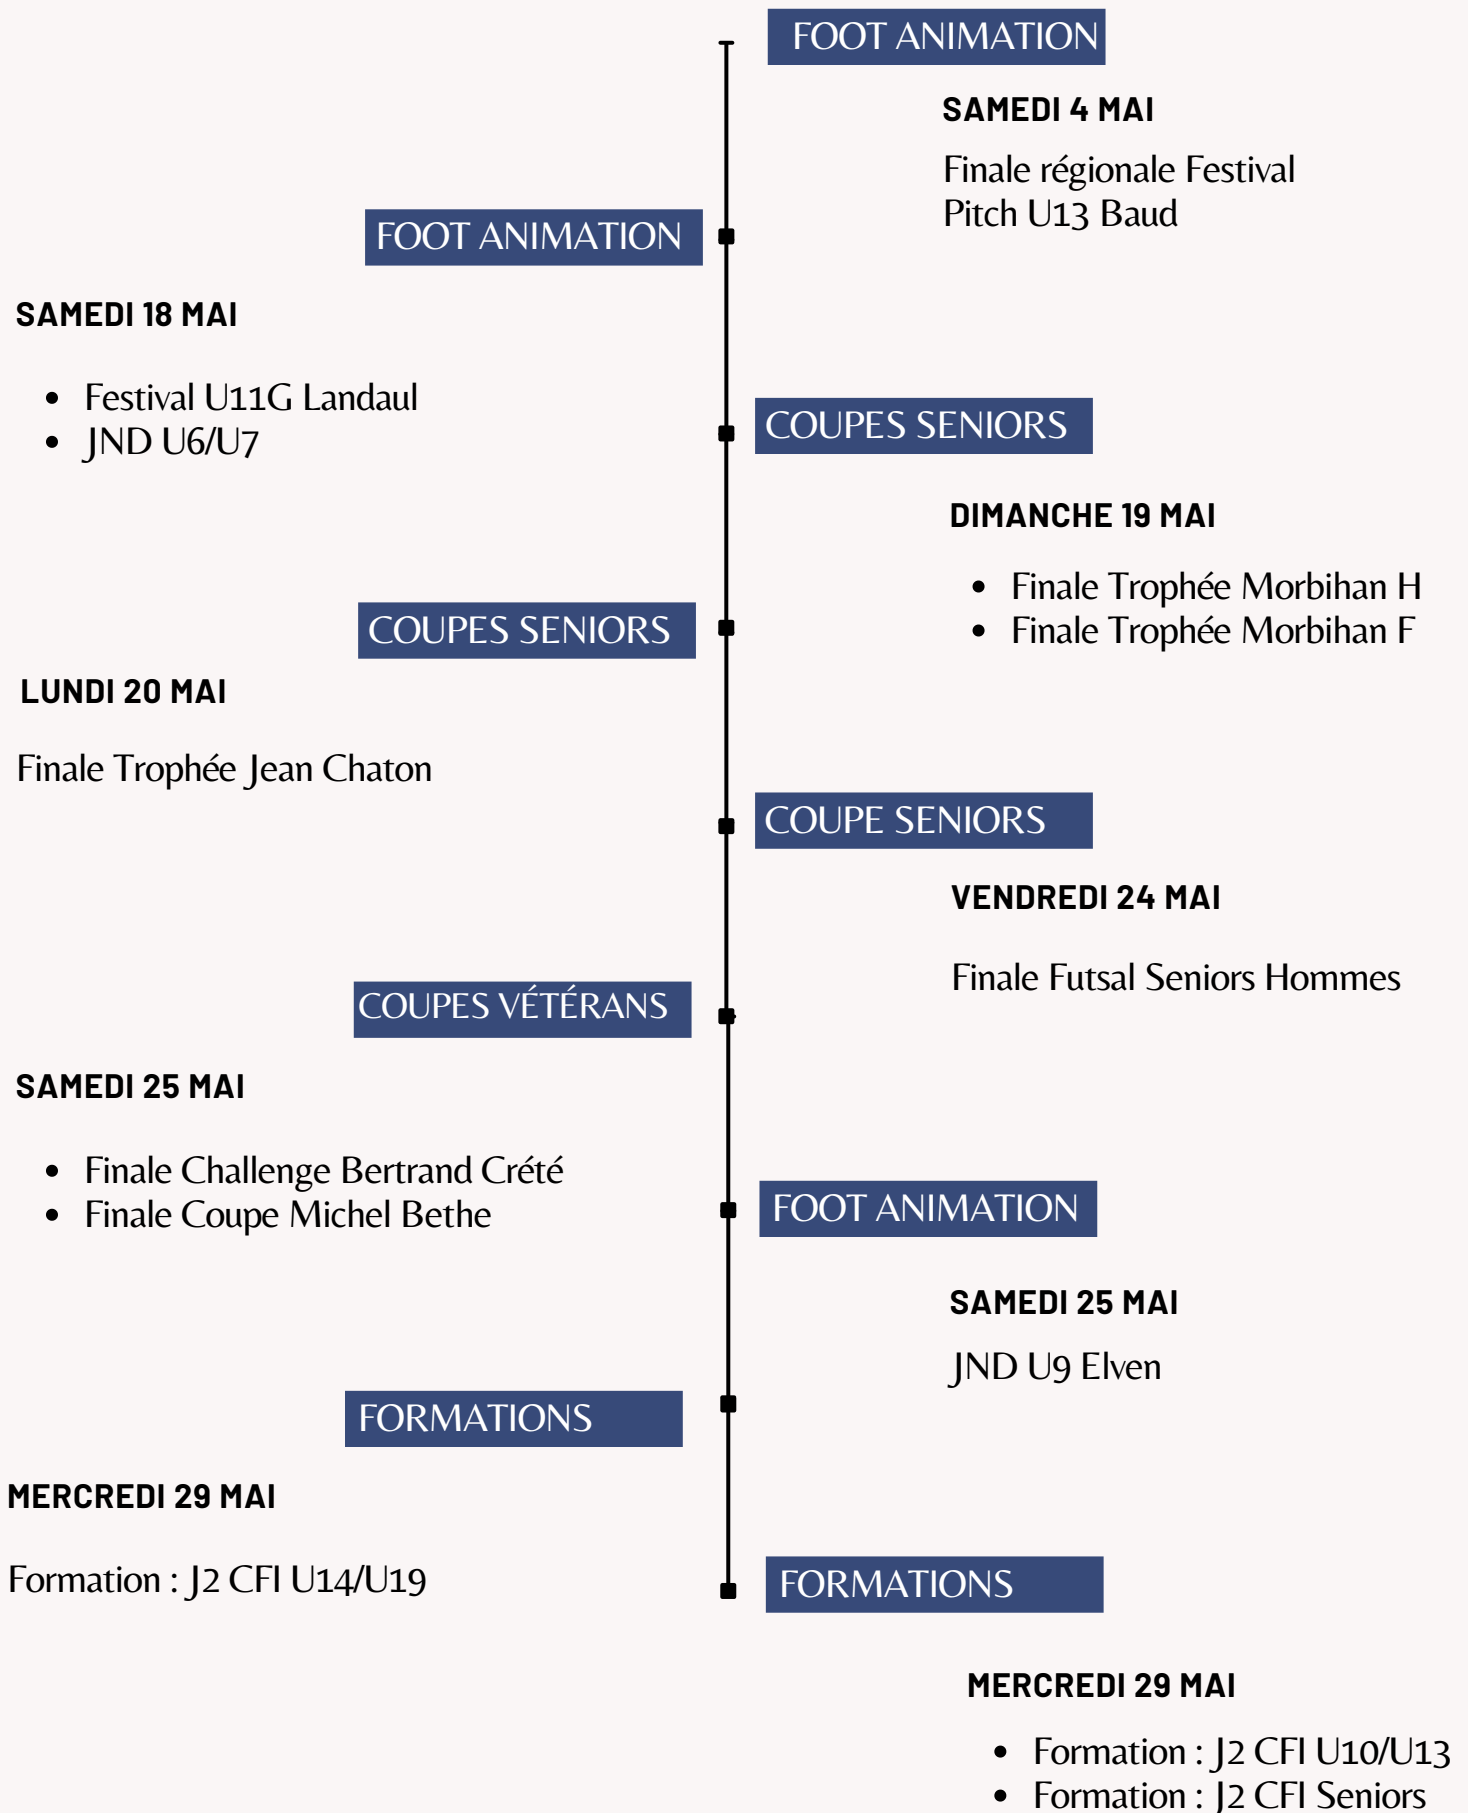 FOOT ANIMATION
SAMEDI 4 MAI
Finale régionale Festival
Pitch U13 Baud
FOOT ANIMATION
SAMEDI 18 MAI
• Festival U11G Landaul
• JND U6/U7
COUPES SENIORS
DIMANCHE 19 MAI
• Finale Trophée Morbihan H
• Finale Trophée Morbihan F
COUPES SENIORS
LUNDI 20 MAI
Finale Trophée Jean Chaton
COUPE SENIORS
VENDREDI 24 MAI
Finale Futsal Seniors Hommes
COUPES VÉTÉRANS
SAMEDI 25 MAI
• Finale Challenge Bertrand Crété
• Finale Coupe Michel Bethe
FOOT ANIMATION
SAMEDI 25 MAI
JND U9 Elven
FORMATIONS
MERCREDI 29 MAI
Formation : J2 CFI U14/U19
FORMATIONS
MERCREDI 29 MAI
• Formation : J2 CFI U10/U13
• Formation : J2 CFI Seniors